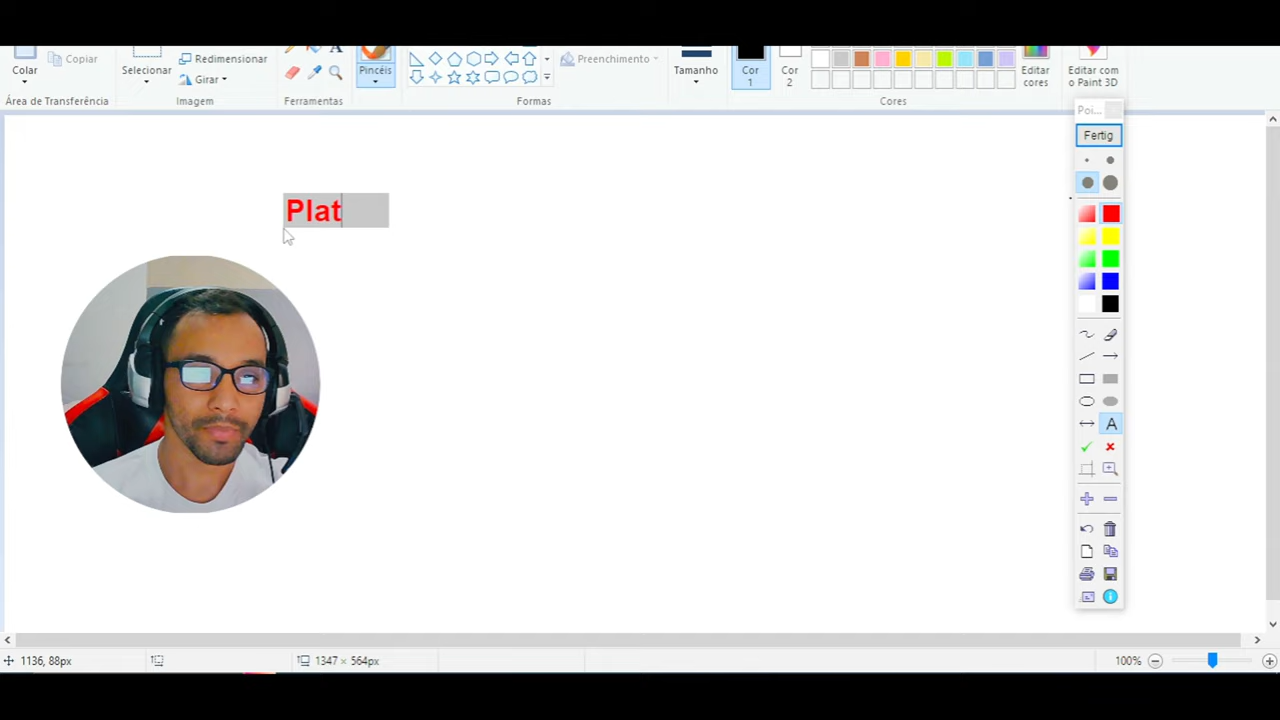 Colar
Copiar
Área de Transferência
Selecionar
Redimensionar
Girar
Imagem
A
Ferramentas
Pincéis
Formas
Preenchimento
Tamanho
Cor
1
Cor
2
Cores
Editar
cores
Editar com
o Paint 3D
Poi...
Fertig
A
Plat
1136, 88px
1347 × 564px
100%